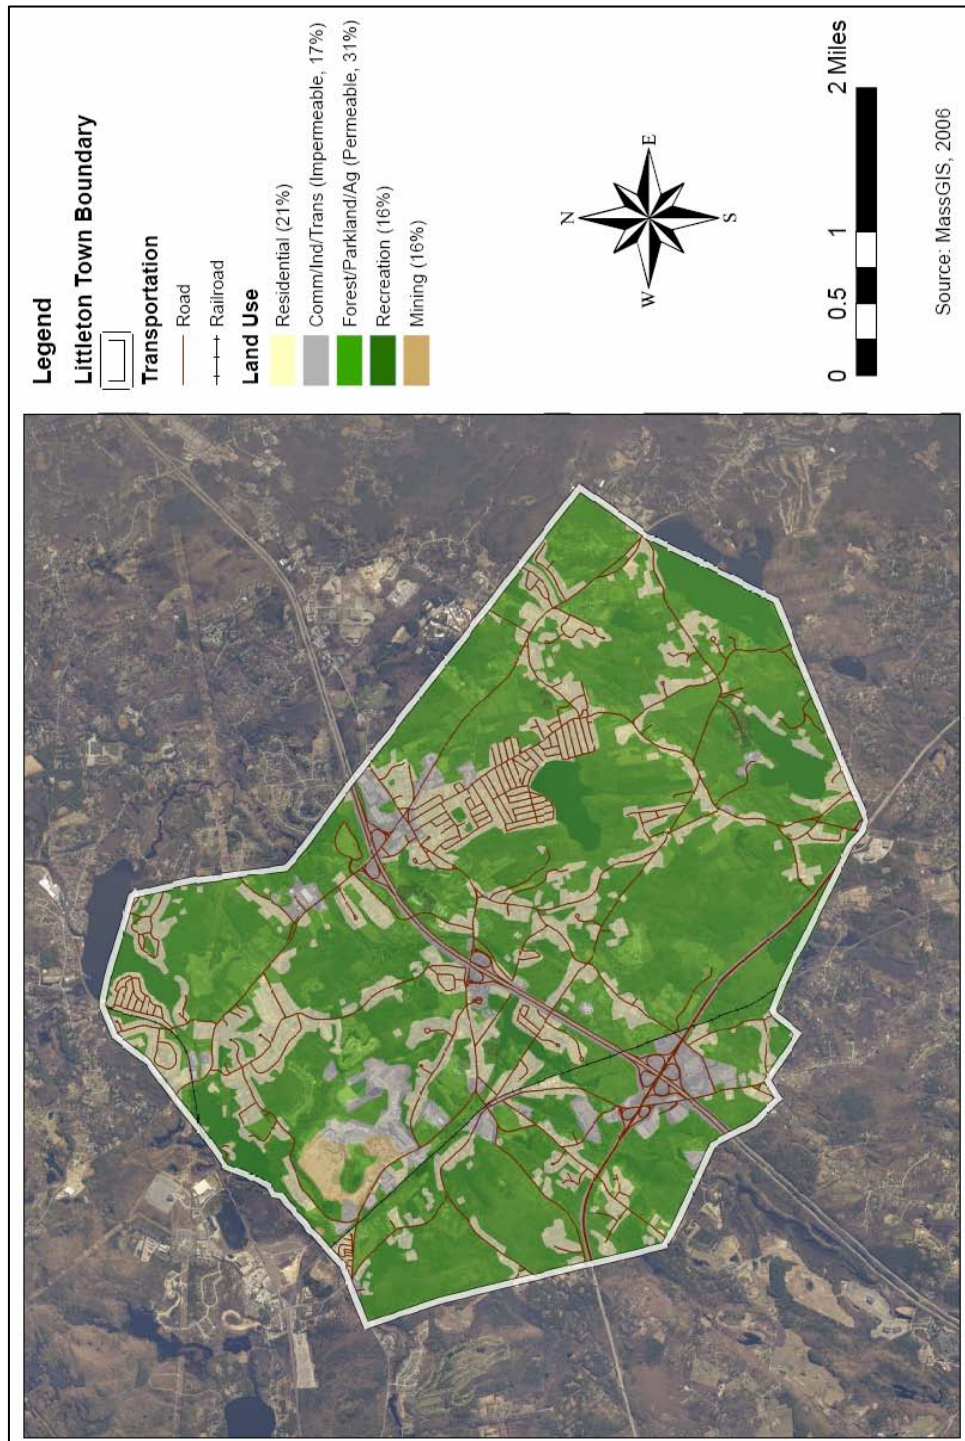 Legend
Littleton Town Boundary
Transportation
Road
Railroad
Land Use
Residential (21%)
Comm/Ind/Trans (Impermeable, 17%)
Forest/Parkland/Ag (Permeable, 31%)
Recreation (16%)
Mining (16%)
N
W
E
S
0 0.5 1 2 Miles
Source: MassGIS, 2006